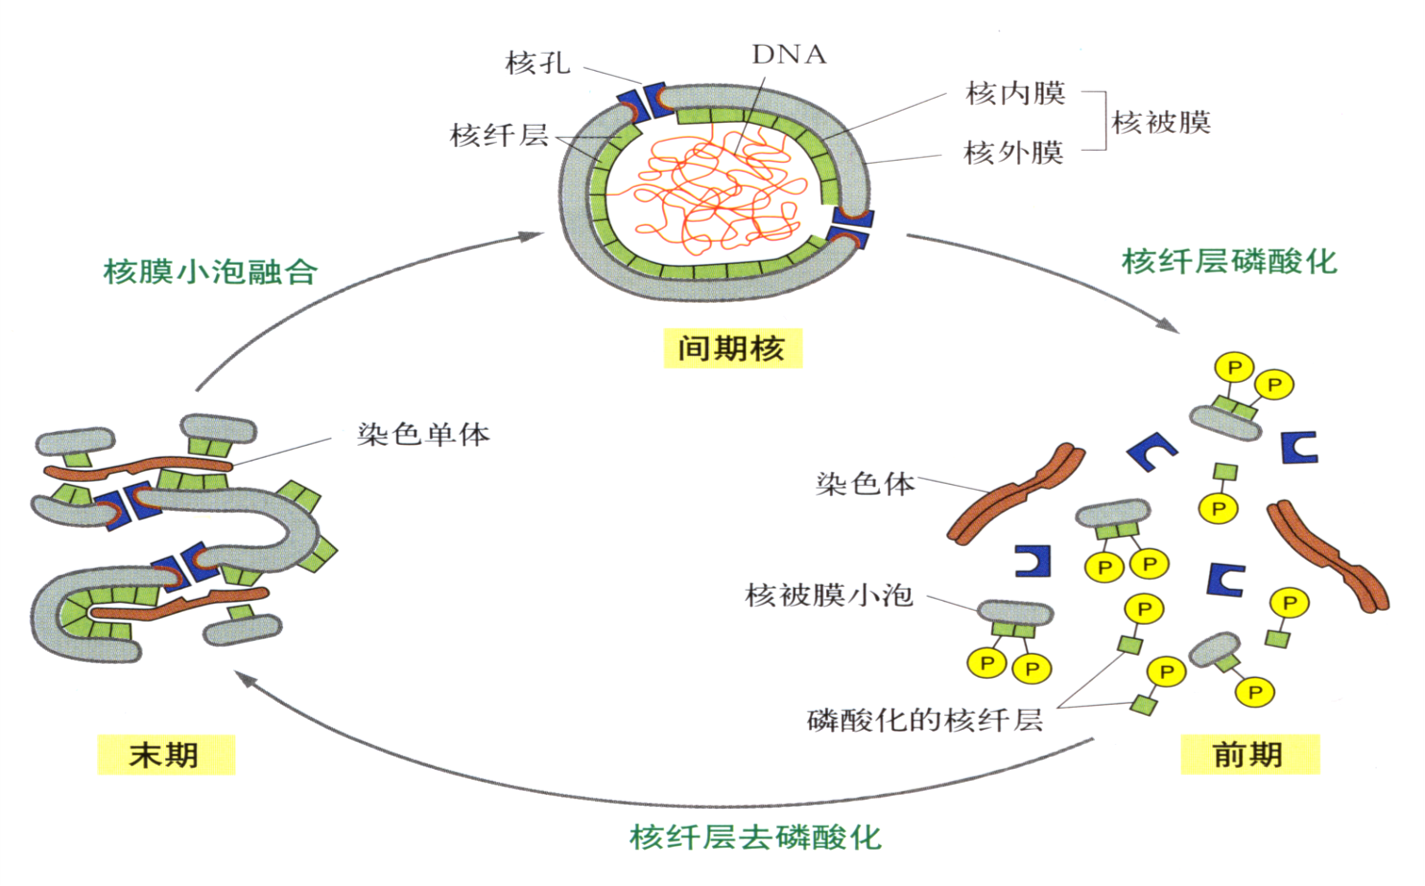 DNA
核孔
核内膜
核被膜
核纤层
核外膜
核膜小泡融合
核纤层磷酸化
间期核
P
P
染色单体
染色体
P
P
P
核被膜小泡
P
P
P
P
P
P
磷酸化的核纤层
末期
前期
核纤层去磷酸化